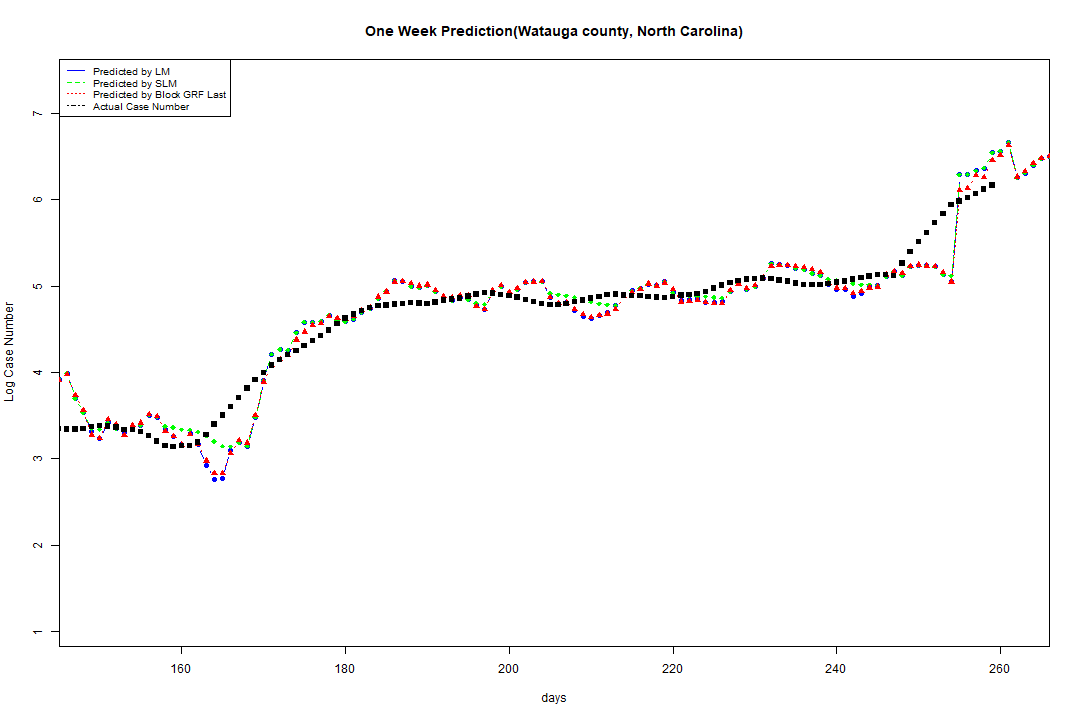 One Week Prediction(Watauga county, North Carolina)
Predicted by LM
Predicted by SLM
Predicted by Block GRF Last
Actual Case Number
7
6
5
4
3
2
1
Log Case Number
160 180 200 220 240 260
days